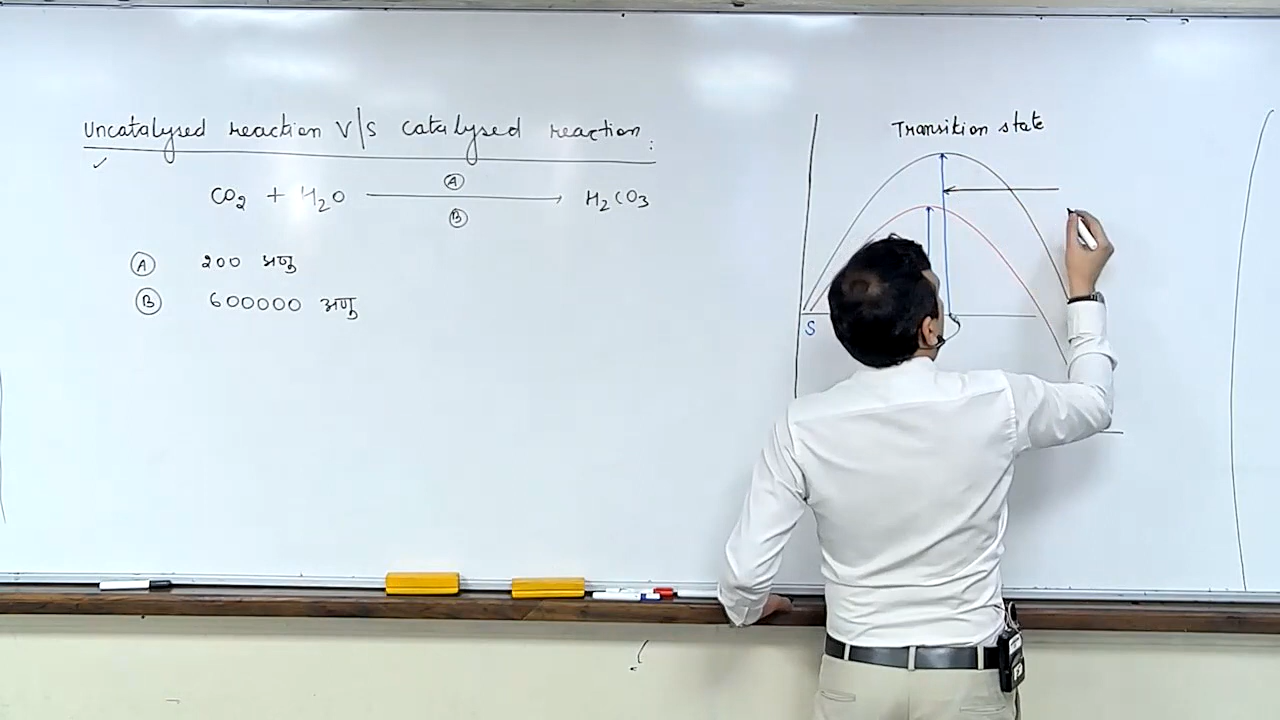 Uncatalysed reaction V/S catalysed reaction:
A
CO2 + H2O → H2CO3
B
A 200 अणु
B 600000 अणु
Transition state
S